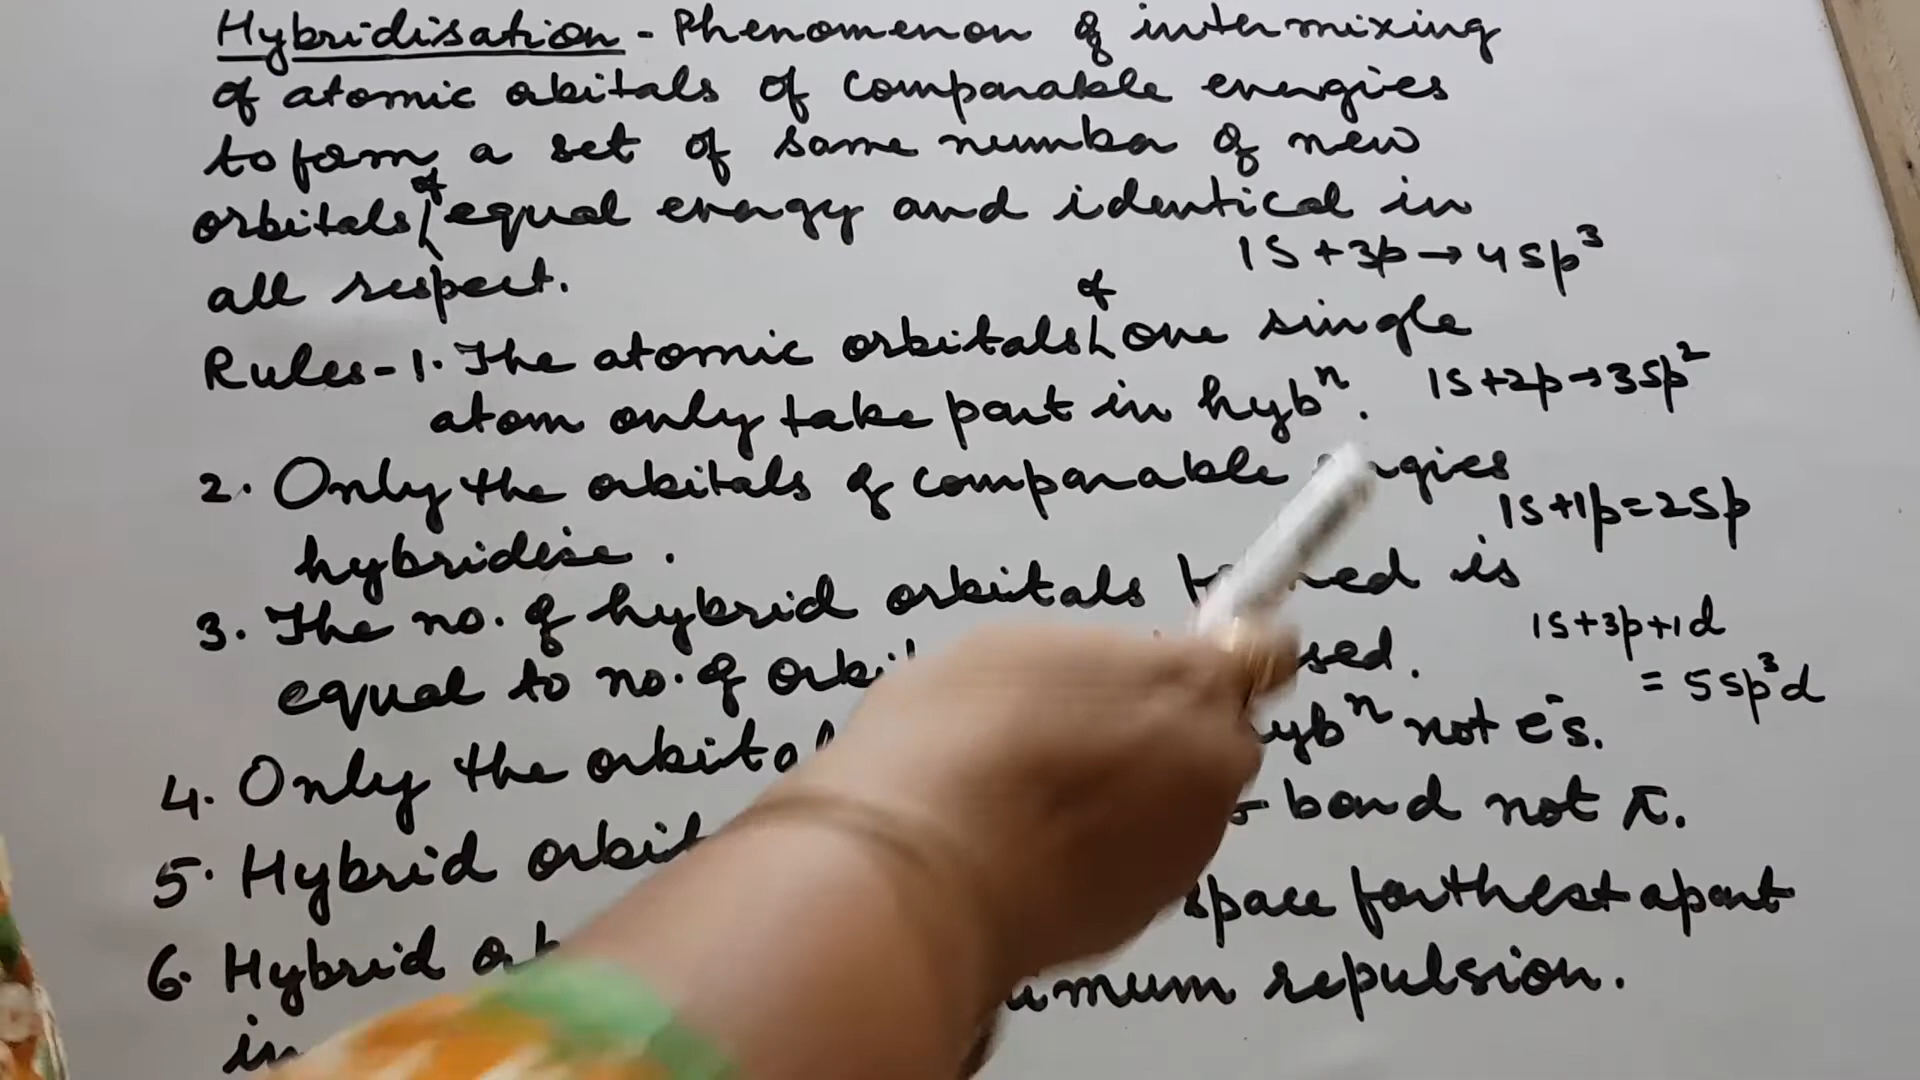 Hybridisation - Phenomenon of intermixing
of atomic orbitals of comparable energies
to form a set of same number of new
orbitals of equal energy and identical in
all respect.
1S+3p→4Sp³
Rules-1. The atomic orbitals of one single
atom only take part in hybⁿ.
1S+2p→3Sp²
2. Only the orbitals of comparable
hybridise.
1S+1p=2Sp
3. The no. of hybrid orbitals is
equal to no. of
1S+3p+1d
= 5Sp³d
4. Only the not e⁻s.
5. Hybrid bond not π.
6. Hybrid space farthest apart
in repulsion.